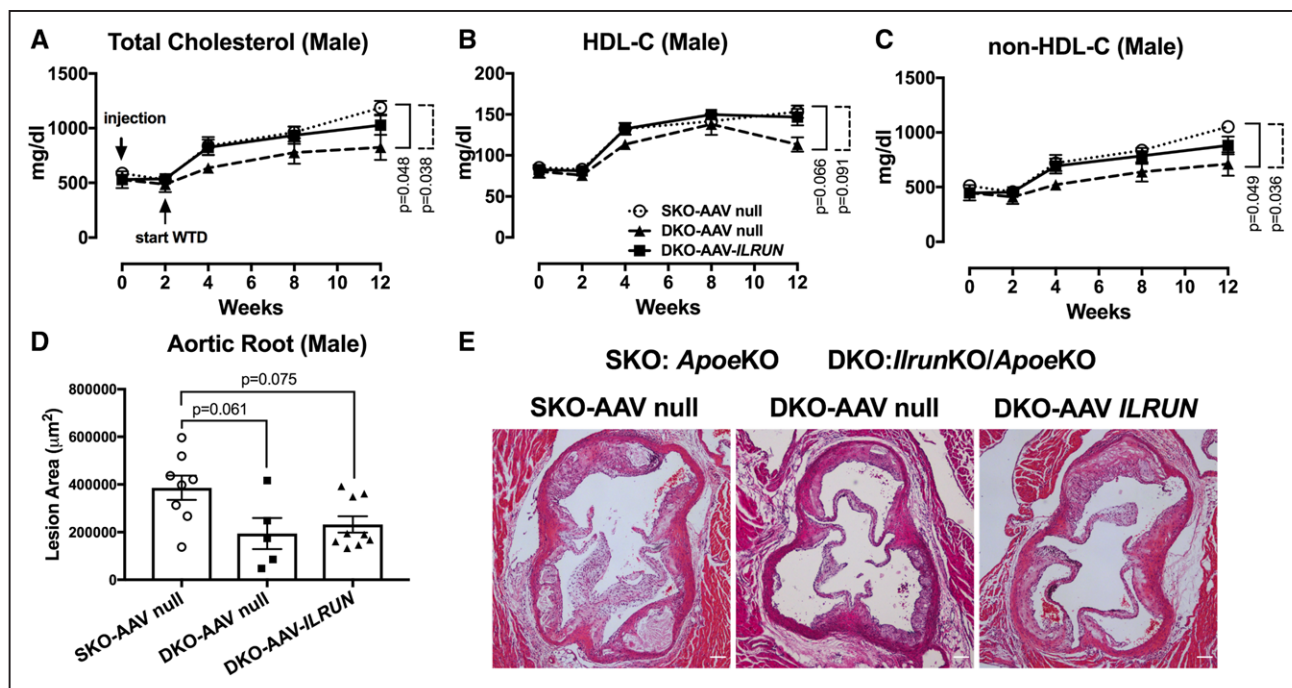 A
Total Cholesterol (Male)
1500
1000
500
0
mg/dl
injection
start WTD
0 2 4 6 8 10 12
Weeks
p=0.048
p=0.038
B
HDL-C (Male)
200
150
100
50
0
mg/dl
SKO-AAV null
DKO-AAV null
DKO-AAV-ILRUN
0 2 4 6 8 10 12
Weeks
p=0.066
p=0.091
C
non-HDL-C (Male)
1500
1000
500
0
mg/dl
0 2 4 6 8 10 12
Weeks
p=0.049
p=0.036
D
Aortic Root (Male)
800000
600000
400000
200000
0
Lesion Area (µm²)
p=0.075
p=0.061
SKO-AAV null
DKO-AAV null
DKO-AAV-ILRUN
E
SKO: ApoeKO DKO:IlrunKO/ApoeKO
SKO-AAV null DKO-AAV null DKO-AAV ILRUN